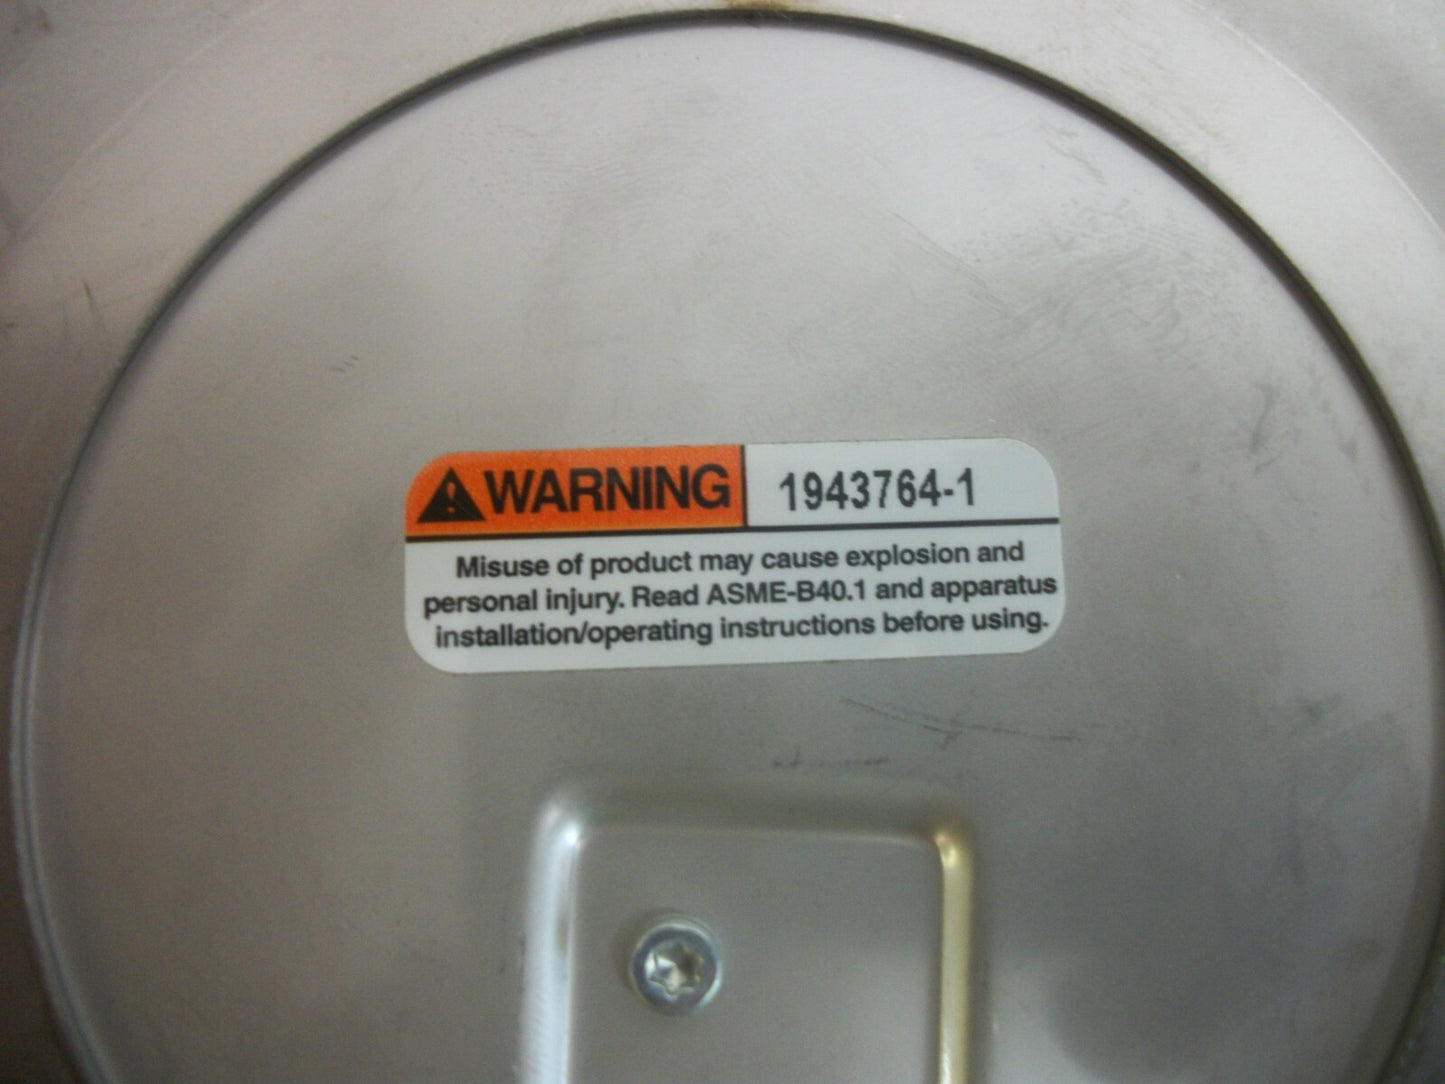 WARNING 1943764-1
Misuse of product may cause explosion and
personal injury. Read ASME-B40.1 and apparatus
installation/operating instructions before using.